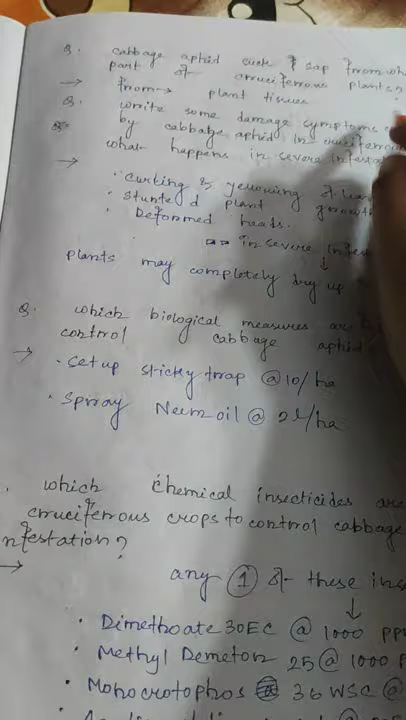 Q. cabbage aphid suck sap from
part of cruciferous plants?
→ from → plant tissues
Q. write some damage symptoms
by cabbage aphid in cruciferous
what happens in severe
→ • curling & yellowing of
• stunted plant growth
• Deformed heads.
in severe
↓
plants may completely dry up
Q. which biological measures
control cabbage aphid
→ • set up sticky trap @ 10/ha
• spray Neem oil @ 2l/ha
which chemical insecticides are
cruciferous crops to control cabbage
nfestation?
→ any 1 of these
↓
• Dimethoate 30EC @ 1000
• Methyl Demeton 25 @ 1000
• Monocrotophos 36 WSC @